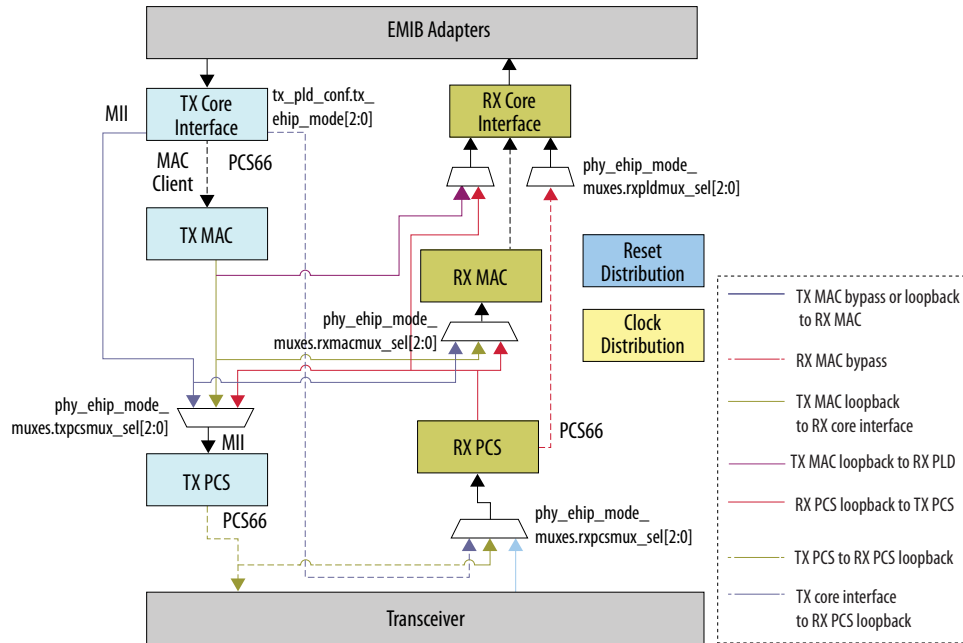 EMIB Adapters
MII
TX Core
Interface
tx_pld_conf.tx_
ehip_mode[2:0]
RX Core
Interface
MAC
Client
PCS66
phy_ehip_mode_
muxes.rxpldmux_sel[2:0]
TX MAC
RX MAC
Reset
Distribution
Clock
Distribution
phy_ehip_mode_
muxes.rxmacmux_sel[2:0]
phy_ehip_mode_
muxes.txpcsmux_sel[2:0]
MII
TX PCS
PCS66
RX PCS
PCS66
phy_ehip_mode_
muxes.rxpcsmux_sel[2:0]
Transceiver
TX MAC bypass or loopback
to RX MAC
RX MAC bypass
TX MAC loopback
to RX core interface
TX MAC loopback to RX PLD
RX PCS loopback to TX PCS
TX PCS to RX PCS loopback
TX core interface
to RX PCS loopback